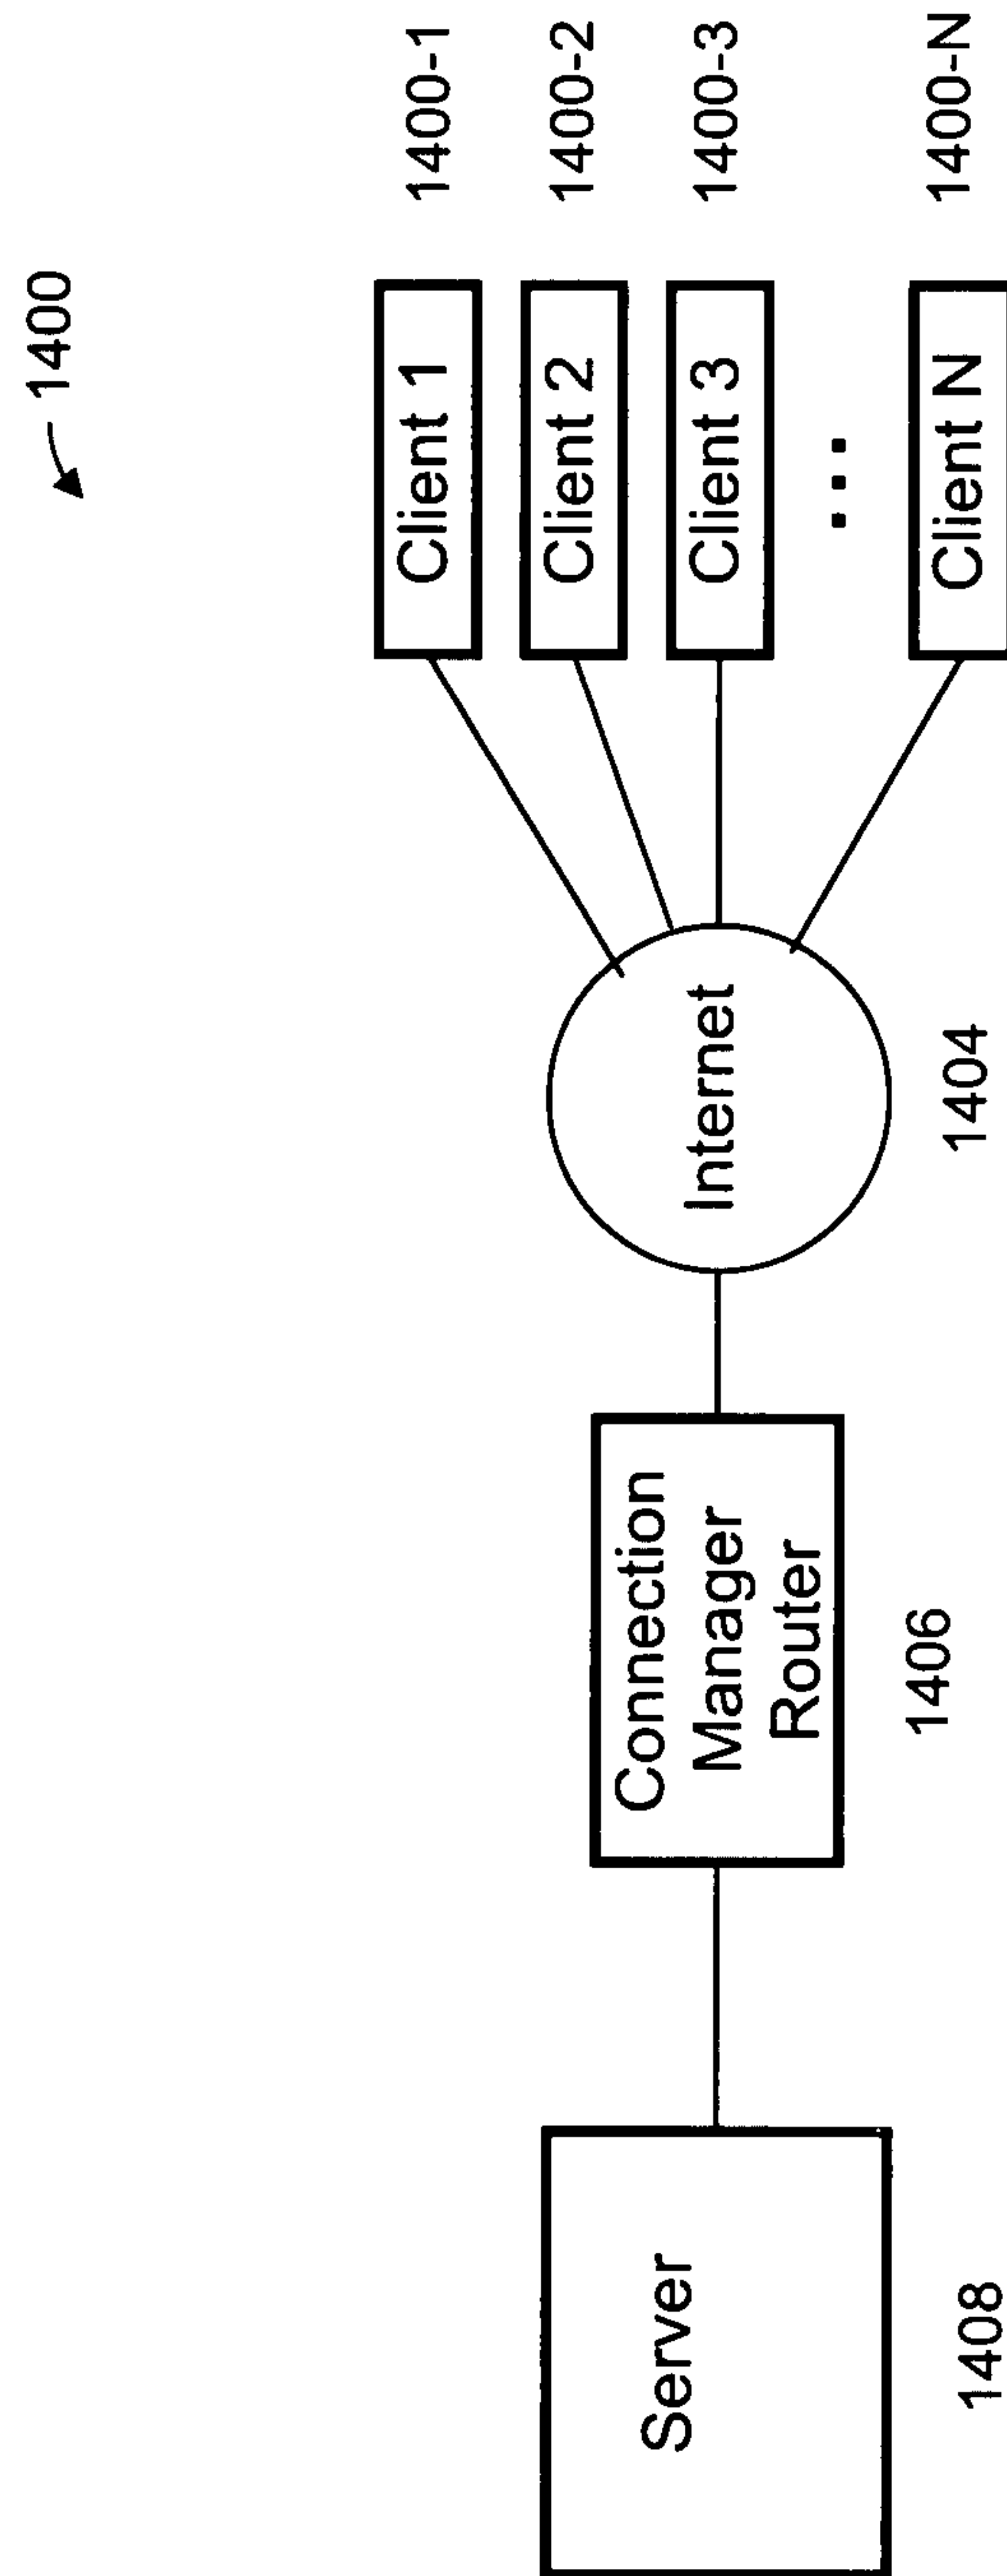 1400
Client 1
1400-1
Client 2
1400-2
Client 3
1400-3
...
Client N
1400-N
Internet
1404
Connection
Manager
Router
1406
Server
1408